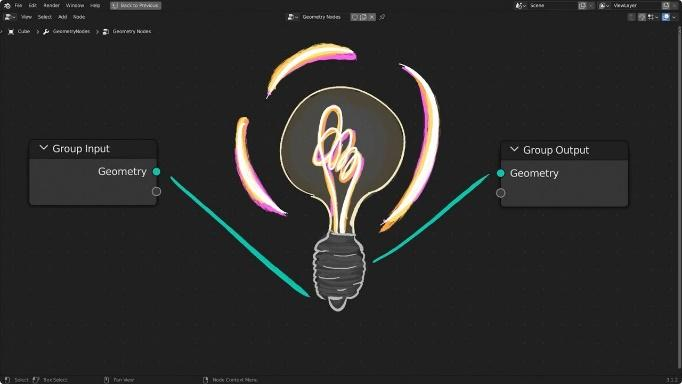 File Edit Render Window Help Back to Previous Scene ViewLayer
View Select Add Node Geometry Nodes
Cube > GeometryNodes > Geometry Nodes
Group Input
Geometry
Group Output
Geometry
Select Box Select Pan View Node Context Menu